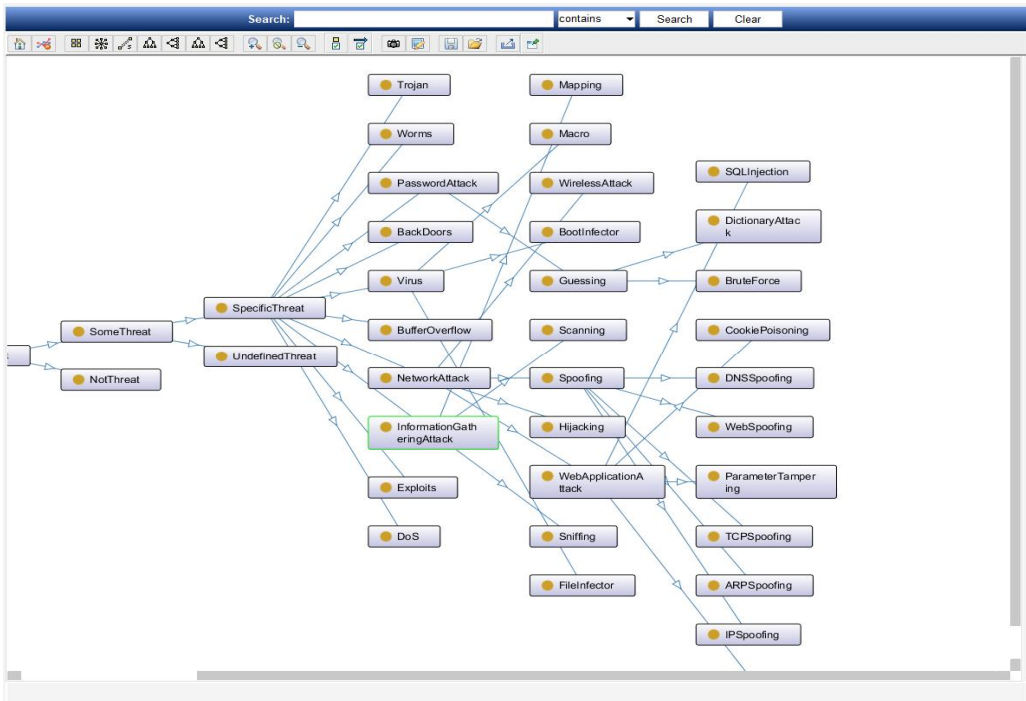 Search:
contains
Search
Clear
Trojan
Mapping
Worms
Macro
SQLInjection
PasswordAttack
WirelessAttack
DictionaryAttac
k
BackDoors
BootInfector
Virus
Guessing
BruteForce
SpecificThreat
SomeThreat
BufferOverflow
Scanning
CookiePoisoning
UndefinedThreat
NotThreat
NetworkAttack
Spoofing
DNSSpoofing
InformationGath
eringAttack
Hijacking
WebSpoofing
WebApplicationA
ttack
ParameterTamper
ing
Exploits
DoS
Sniffing
TCPSpoofing
FileInfector
ARPSpoofing
IPSpoofing